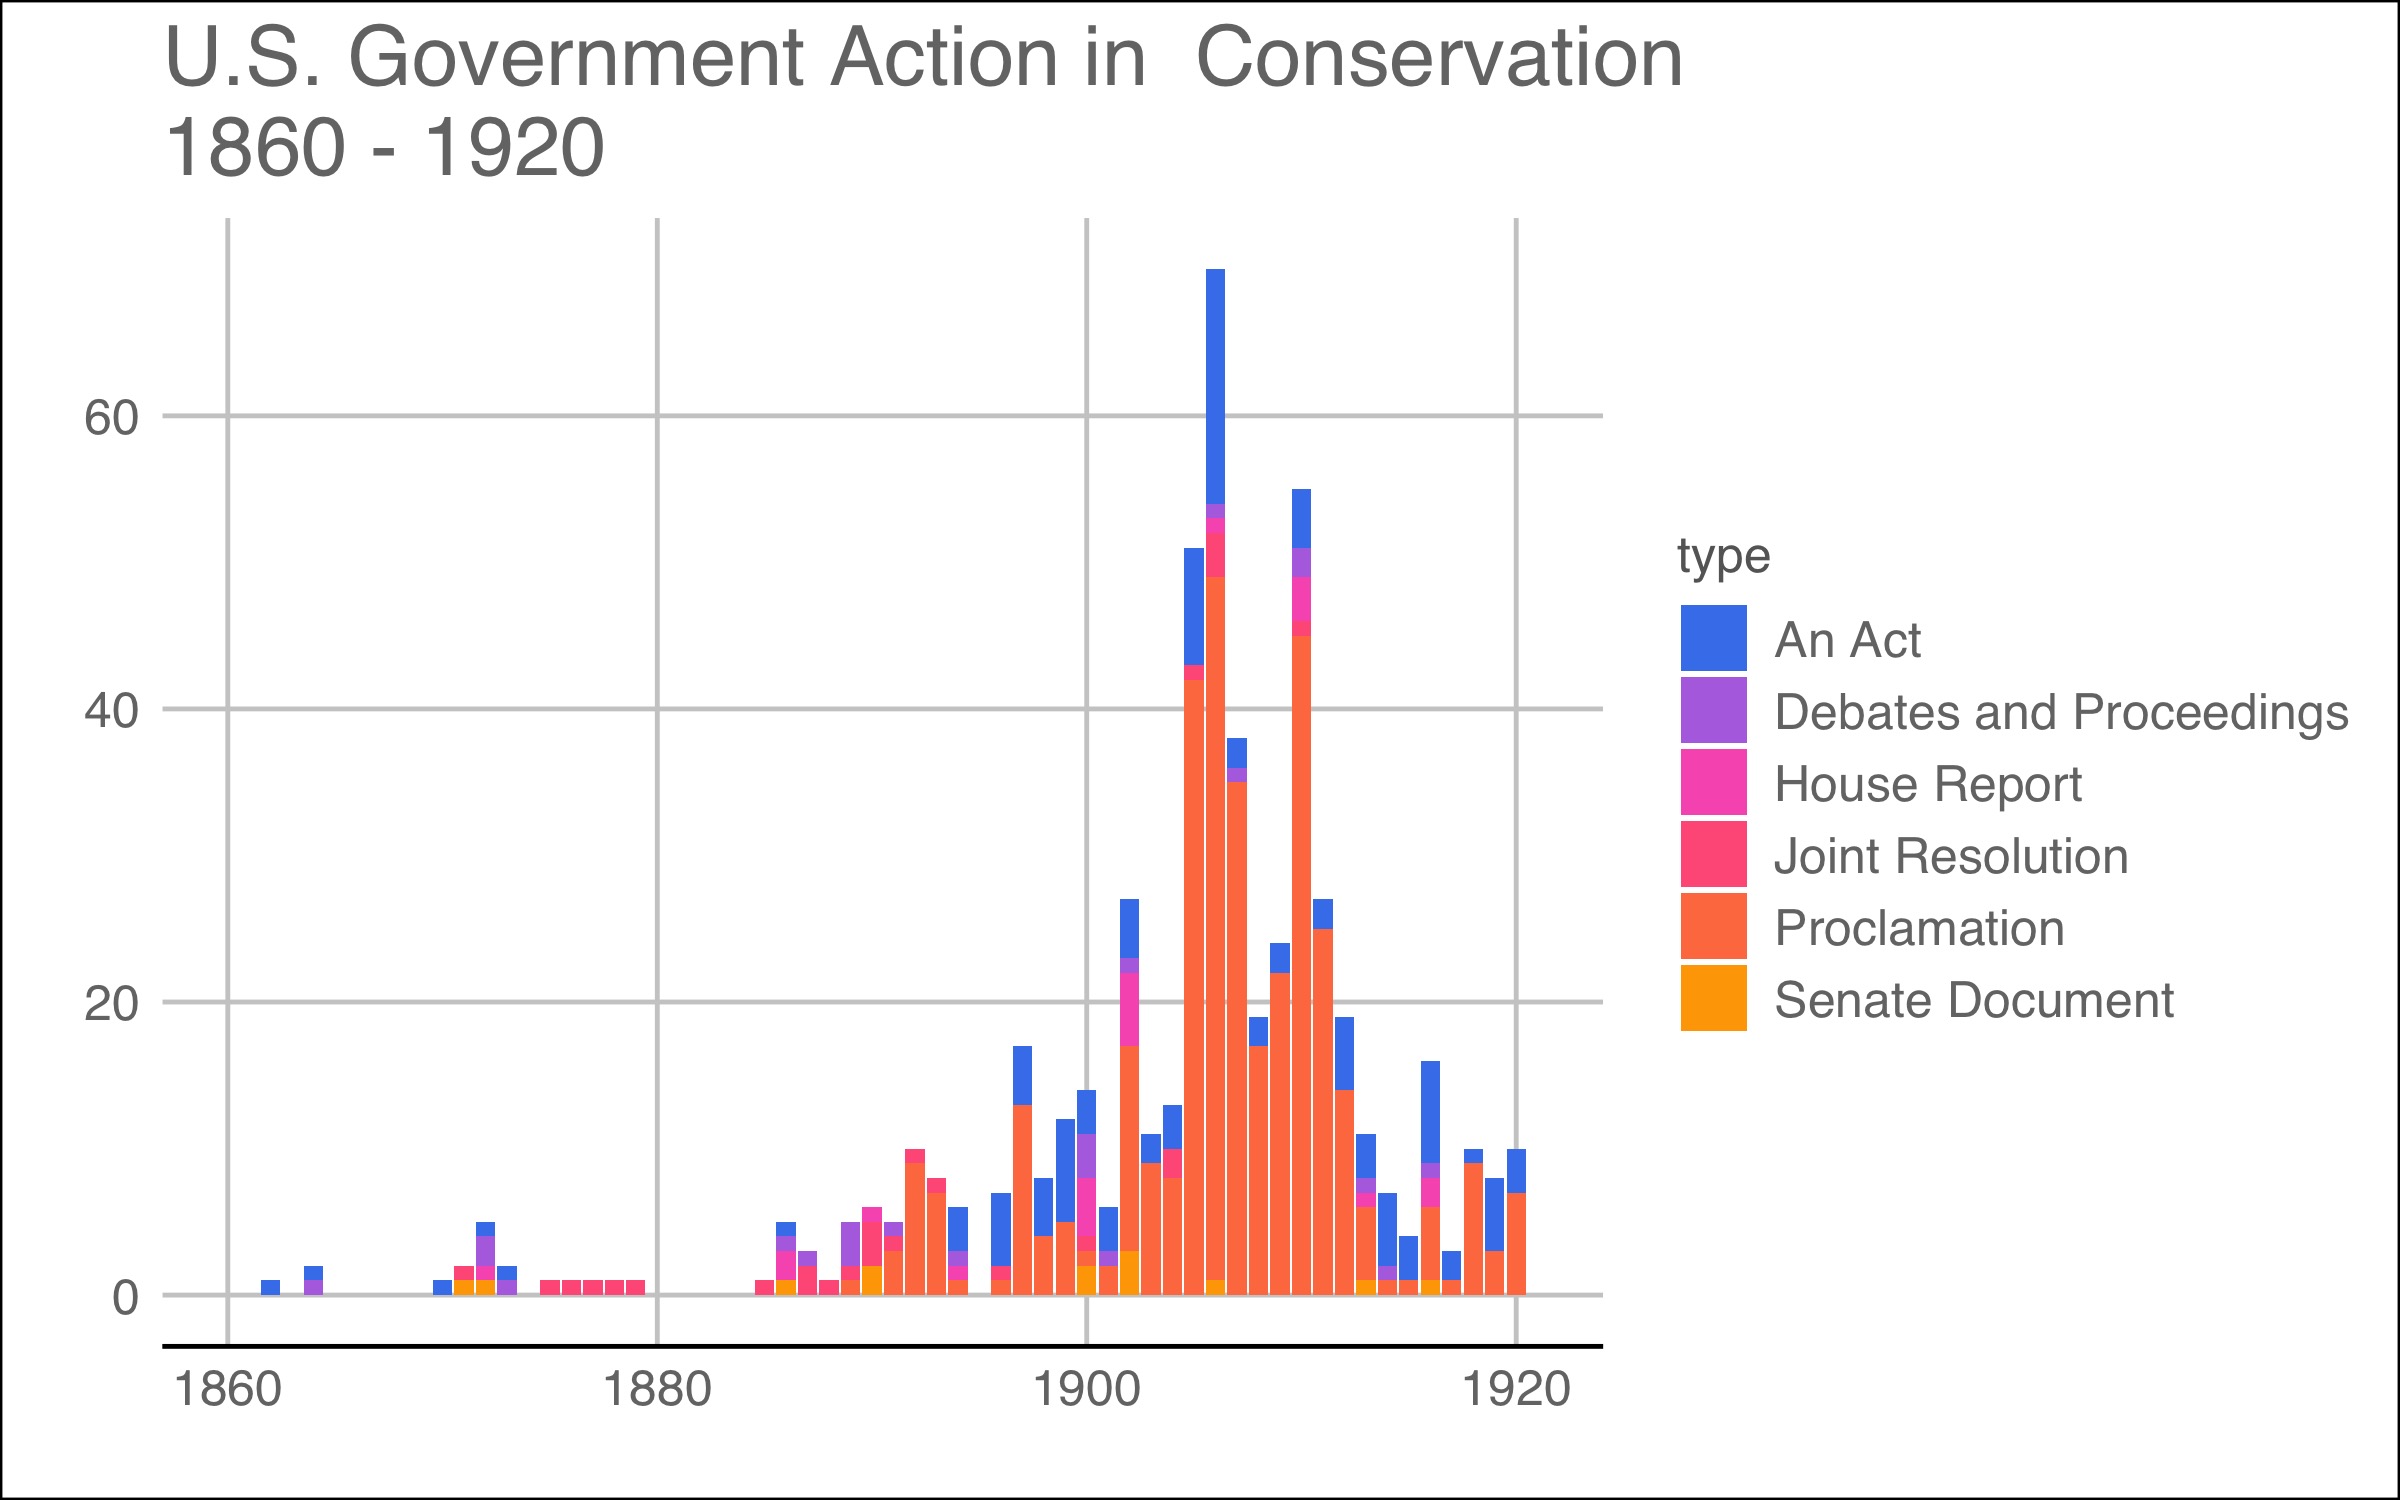 U.S. Government Action in  Conservation
1860 - 1920
60
40
20
0
1860 1880 1900 1920
type
An Act
Debates and Proceedings
House Report
Joint Resolution
Proclamation
Senate Document